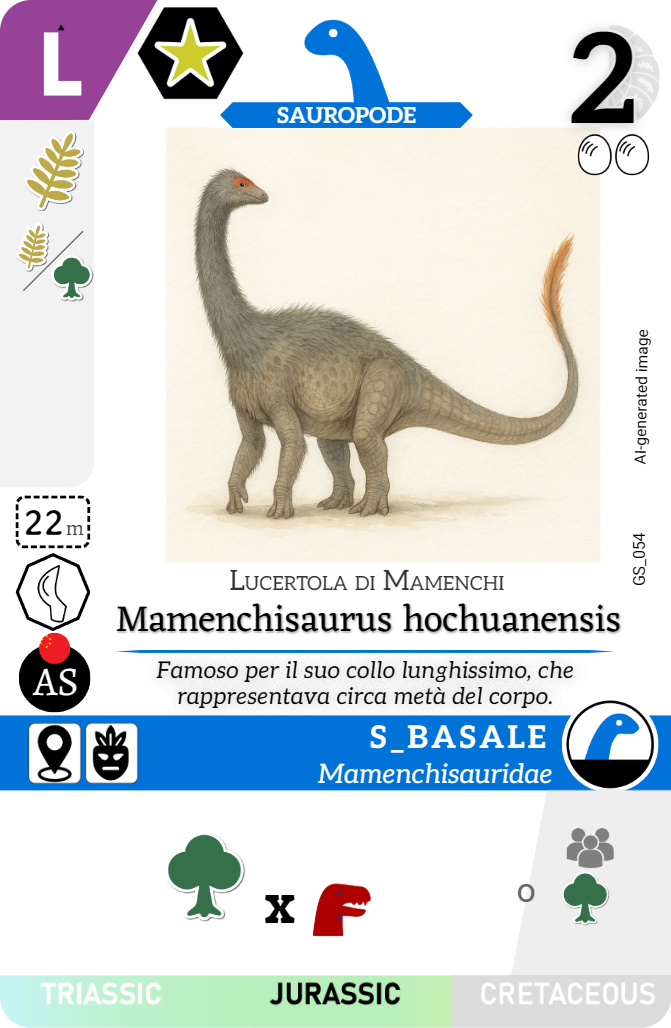 L
SAUROPODE
2
AI-generated image
GS_054
22 m
AS
Lucertola di Mamenchi
Mamenchisaurus hochuanensis
Famoso per il suo collo lunghissimo, che
rappresentava circa metà del corpo.
S_BASALE
Mamenchisauridae
x
o
TRIASSIC JURASSIC CRETACEOUS